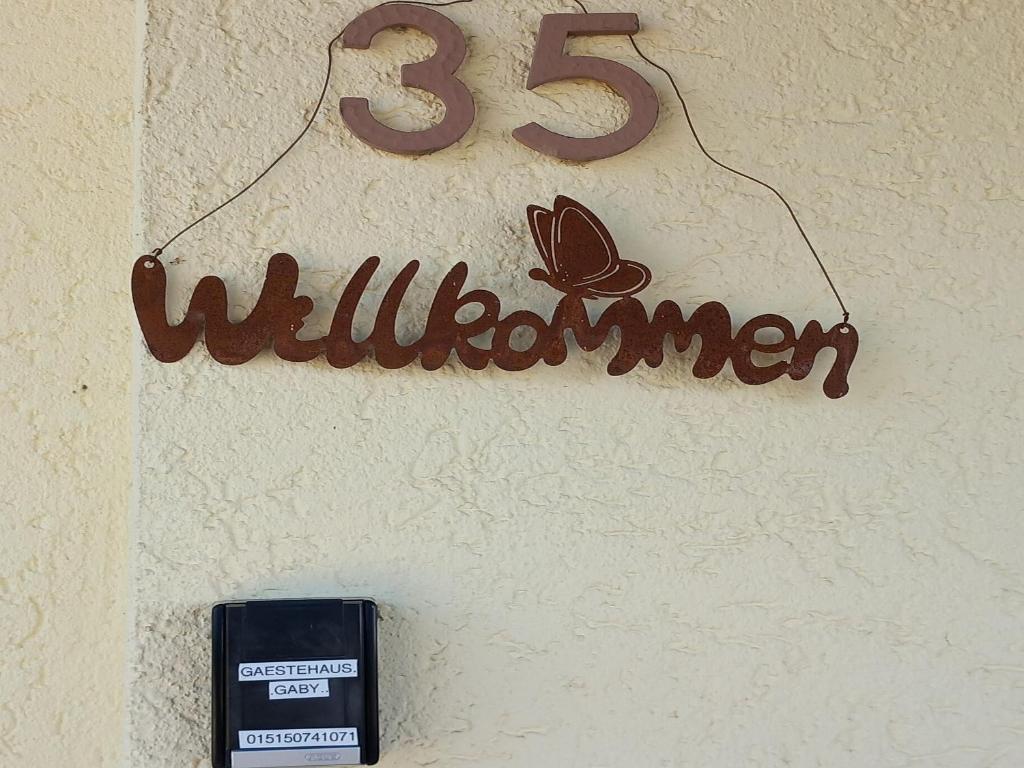 35
Willkommen
GAESTEHAUS.
.GABY..
015150741071